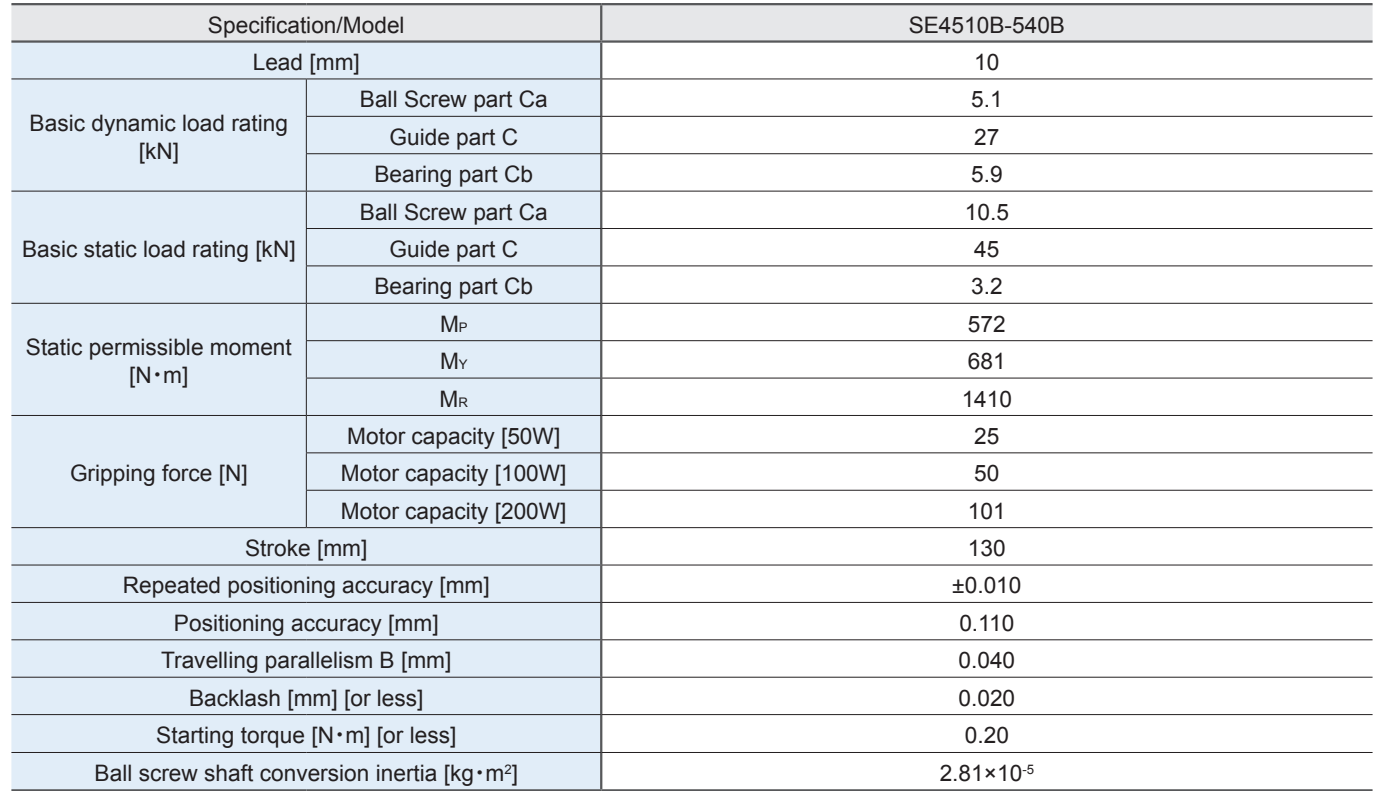 Specification/Model SE4510B-540B
Lead [mm] 10
Basic dynamic load rating
[kN]
Ball Screw part Ca 5.1
Guide part C 27
Bearing part Cb 5.9
Basic static load rating [kN]
Ball Screw part Ca 10.5
Guide part C 45
Bearing part Cb 3.2
Static permissible moment
[N・m]
MP 572
MY 681
MR 1410
Gripping force [N]
Motor capacity [50W] 25
Motor capacity [100W] 50
Motor capacity [200W] 101
Stroke [mm] 130
Repeated positioning accuracy [mm] ±0.010
Positioning accuracy [mm] 0.110
Travelling parallelism B [mm] 0.040
Backlash [mm] [or less] 0.020
Starting torque [N・m] [or less] 0.20
Ball screw shaft conversion inertia [kg・m²] 2.81×10⁻⁵